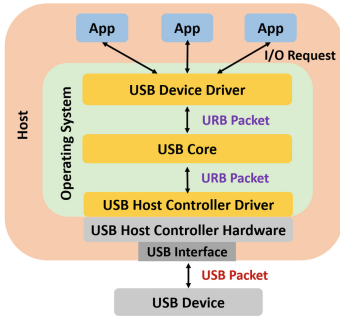 App
App
App
I/O Request
Host
Operating System
USB Device Driver
URB Packet
USB Core
URB Packet
USB Host Controller Driver
USB Host Controller Hardware
USB Interface
USB Packet
USB Device